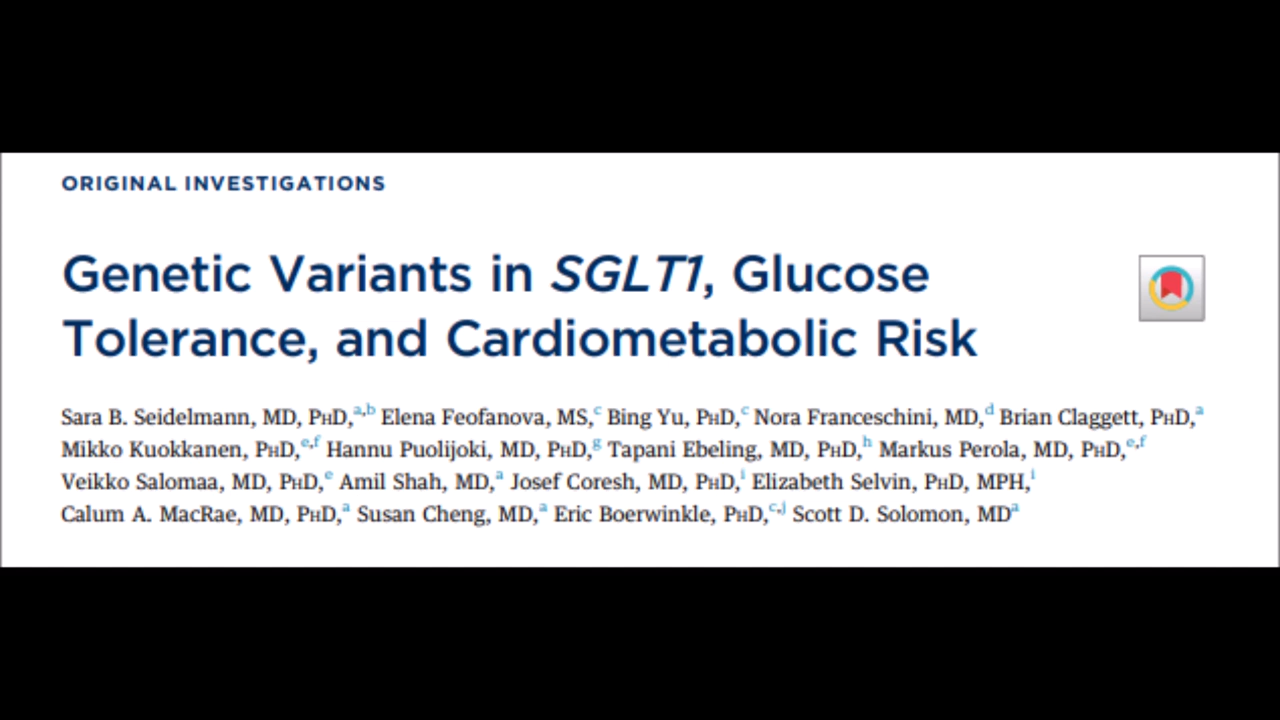 ORIGINAL INVESTIGATIONS
Genetic Variants in SGLT1, Glucose
Tolerance, and Cardiometabolic Risk
Sara B. Seidelmann, MD, PhD,a,b Elena Feofanova, MS,c Bing Yu, PhD,c Nora Franceschini, MD,d Brian Claggett, PhD,a
Mikko Kuokkanen, PhD,e,f Hannu Puolijoki, MD, PhD,g Tapani Ebeling, MD, PhD,h Markus Perola, MD, PhD,e,f
Veikko Salomaa, MD, PhD,e Amil Shah, MD,a Josef Coresh, MD, PhD,i Elizabeth Selvin, PhD, MPH,i
Calum A. MacRae, MD, PhD,a Susan Cheng, MD,a Eric Boerwinkle, PhD,c,j Scott D. Solomon, MDa